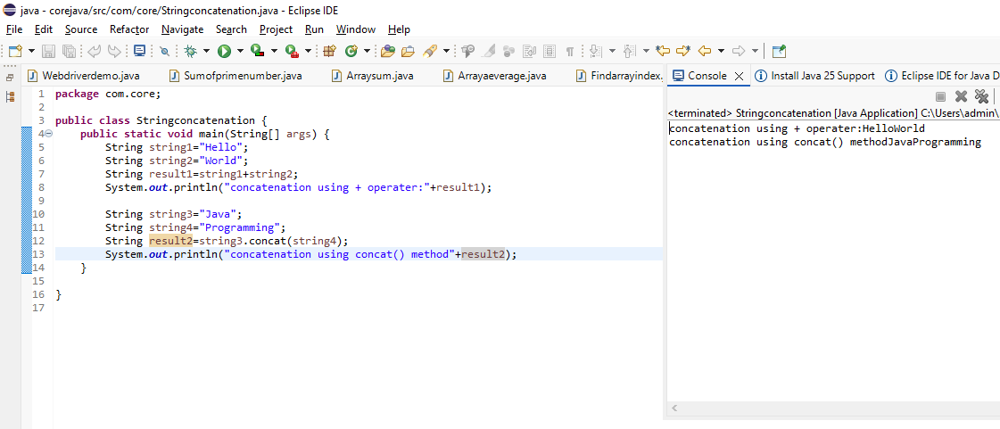 java - corejava/src/com/core/Stringconcatenation.java - Eclipse IDE
File Edit Source Refactor Navigate Search Project Run Window Help
Webdriverdemo.java Sumofprimenumber.java Arraysum.java Arrayaeverage.java Findarrayindex. Console Install Java 25 Support Eclipse IDE for Java D
<terminated> Stringconcatenation [Java Application] C:\Users\admin\
concatenation using + operater:HelloWorld
concatenation using concat() methodJavaProgramming
1 package com.core;
2
3 public class Stringconcatenation {
4 public static void main(String[] args) {
5 String string1="Hello";
6 String string2="World";
7 String result1=string1+string2;
8 System.out.println("concatenation using + operater:"+result1);
9
10 String string3="Java";
11 String string4="Programming";
12 String result2=string3.concat(string4);
13 System.out.println("concatenation using concat() method"+result2);
14 }
15
16 }
17